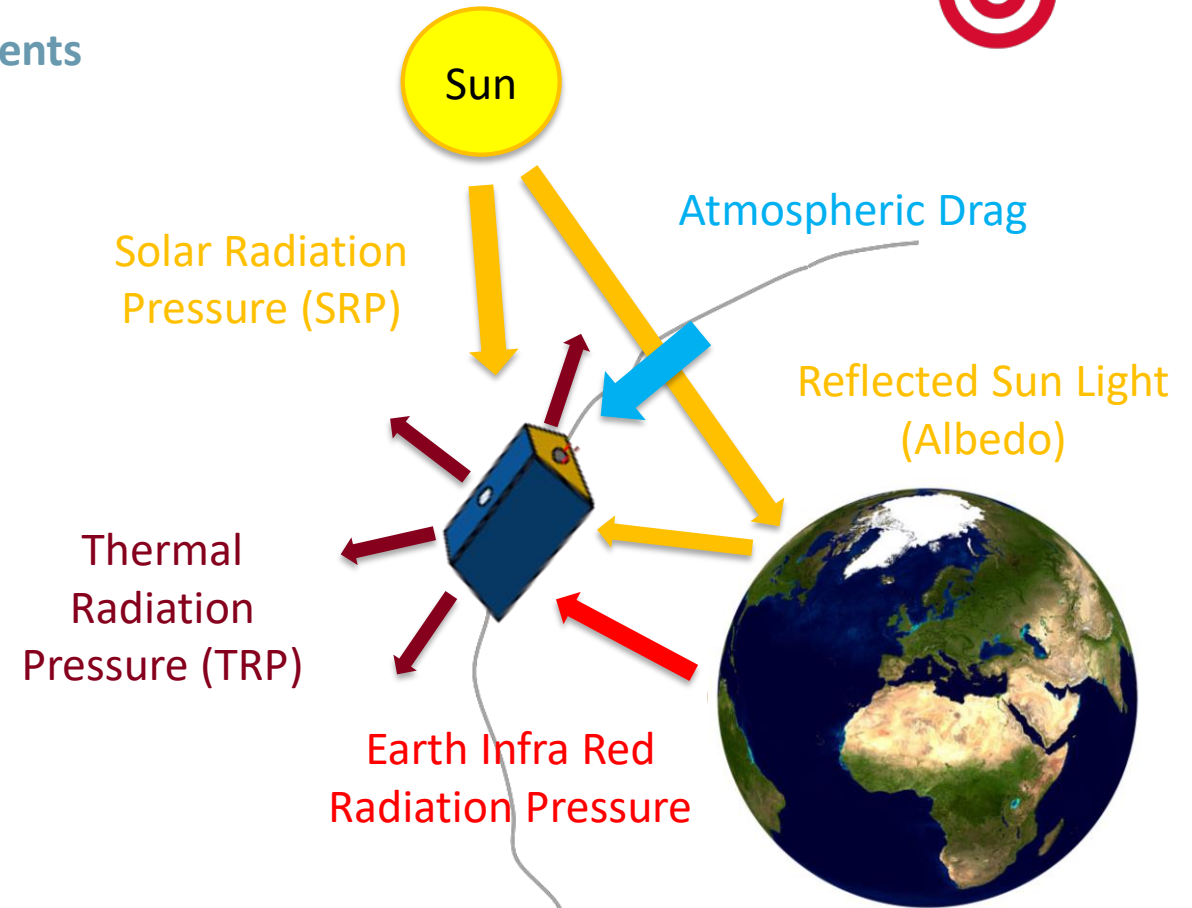 Sun
Atmospheric Drag
Solar Radiation
Pressure (SRP)
Reflected Sun Light
(Albedo)
Thermal
Radiation
Pressure (TRP)
Earth Infra Red
Radiation Pressure